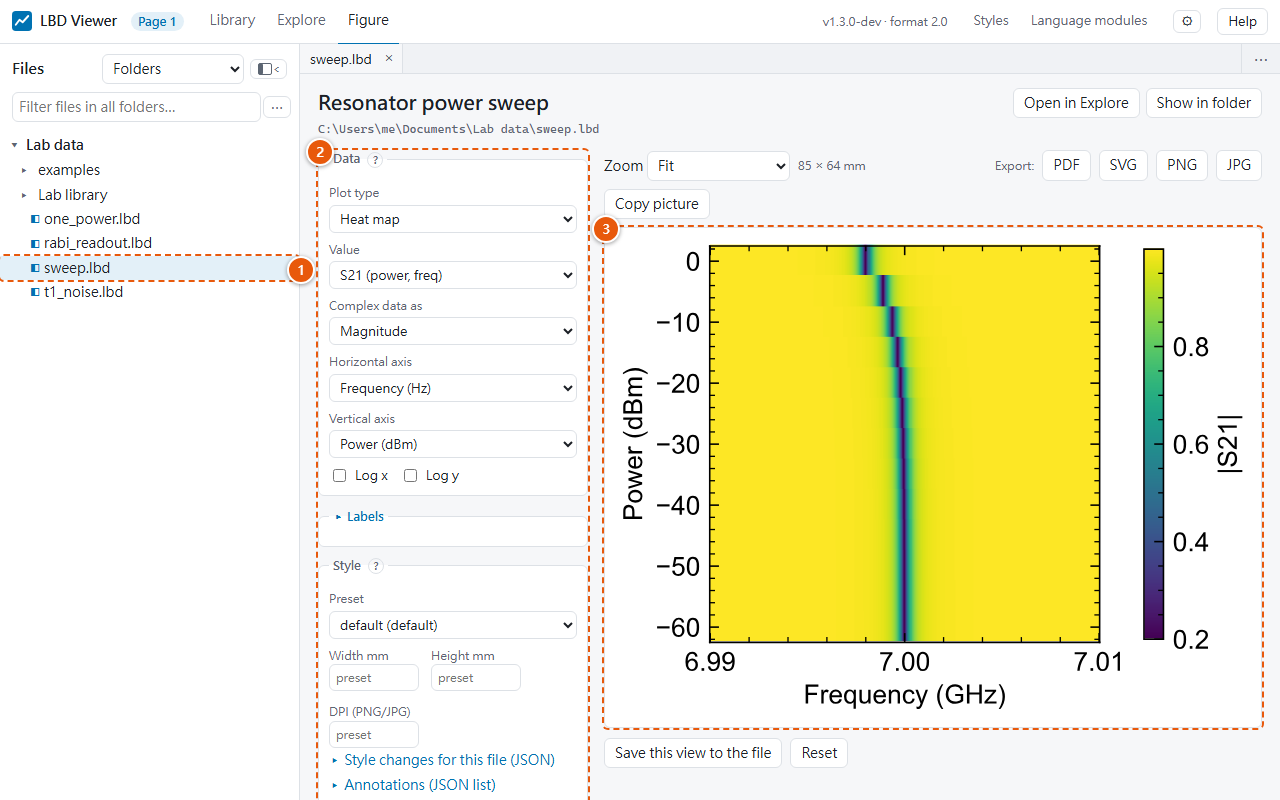 LBD Viewer Page 1 Library Explore Figure v1.3.0-dev · format 2.0 Styles Language modules Help
Files Folders
Filter files in all folders...
Lab data
examples
Lab library
one_power.lbd
rabi_readout.lbd
sweep.lbd
t1_noise.lbd
1
sweep.lbd ×
Resonator power sweep
Open in Explore Show in folder
C:\Users\me\Documents\Lab data\sweep.lbd
2
Data ?
Plot type
Heat map
Value
S21 (power, freq)
Complex data as
Magnitude
Horizontal axis
Frequency (Hz)
Vertical axis
Power (dBm)
Log x Log y
Labels
Style ?
Preset
default (default)
Width mm Height mm
preset preset
DPI (PNG/JPG)
preset
Style changes for this file (JSON)
Annotations (JSON list)
Zoom Fit 85 × 64 mm Export: PDF SVG PNG JPG
Copy picture
3
0
−10
−20
−30
−40
−50
−60
Power (dBm)
6.99 7.00 7.01
Frequency (GHz)
0.8
0.6
0.4
0.2
|S21|
Save this view to the file Reset